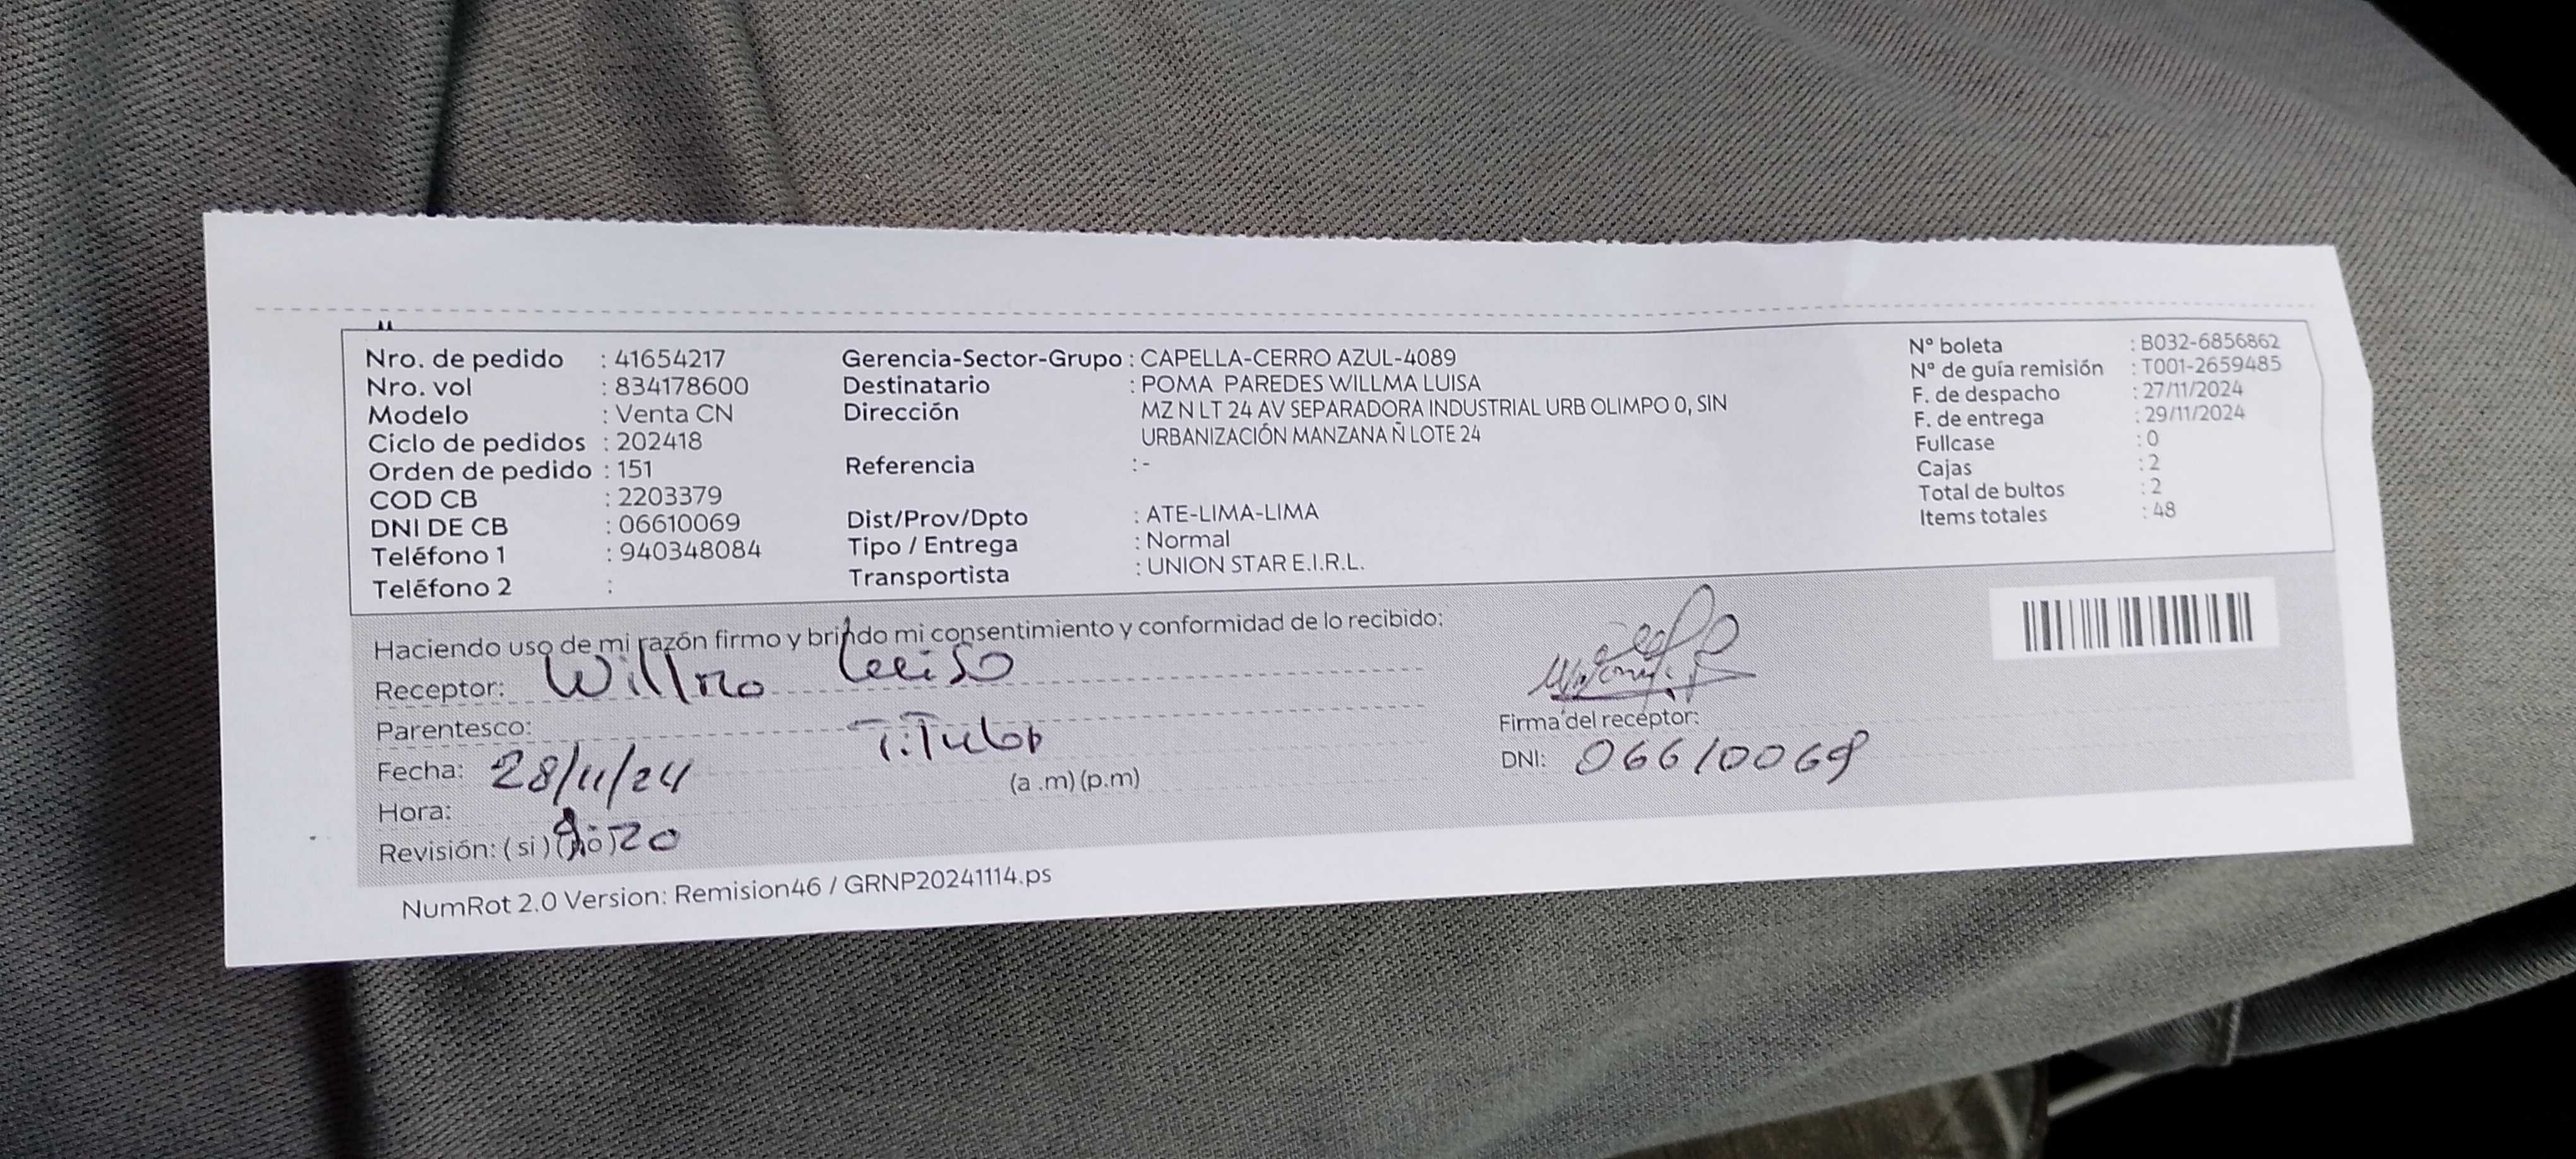 Nro. de pedido : 41654217
Nro. vol : 834178600
Modelo : Venta CN
Ciclo de pedidos : 202418
Orden de pedido : 151
COD CB : 2203379
DNI DE CB : 06610069
Teléfono 1 : 940348084
Teléfono 2 :
Gerencia-Sector-Grupo : CAPELLA-CERRO AZUL-4089
Destinatario : POMA PAREDES WILLMA LUISA
Dirección MZ N LT 24 AV SEPARADORA INDUSTRIAL URB OLIMPO 0, SIN
URBANIZACIÓN MANZANA Ñ LOTE 24
Referencia : -
Dist/Prov/Dpto : ATE-LIMA-LIMA
Tipo / Entrega : Normal
Transportista : UNION STAR E.I.R.L.
N° boleta : B032-6856862
N° de guía remisión : T001-2659485
F. de despacho : 27/11/2024
F. de entrega : 29/11/2024
Fullcase : 0
Cajas : 2
Total de bultos : 2
Items totales : 48
Haciendo uso de mi razón firmo y brindo mi consentimiento y conformidad de lo recibido:
Receptor: Willma Luisa
Parentesco: Titular
Fecha: 28/11/24
Hora: (a .m) (p.m)
Revisión: ( si ) (no)
Firma del receptor:
DNI: 06610069
NumRot 2.0 Version: Remision46 / GRNP20241114.ps